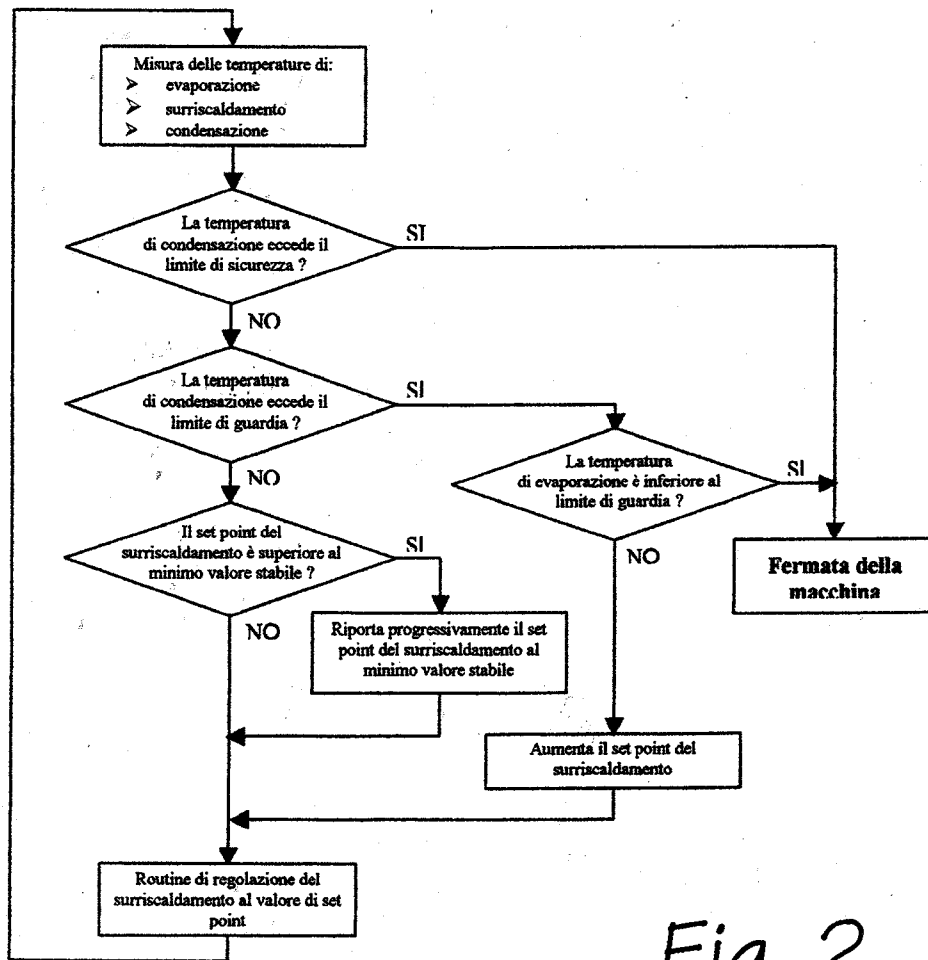 Misura delle temperature di:
➢ evaporazione
➢ surriscaldamento
➢ condensazione
La temperatura
di condensazione eccede il
limite di sicurezza ?
SI
NO
La temperatura
di condensazione eccede il
limite di guardia ?
SI
NO
La temperatura
di evaporazione è inferiore al
limite di guardia ?
SI
NO
Fermata della
macchina
Il set point del
surriscaldamento è superiore al
minimo valore stabile ?
SI
NO
Riporta progressivamente il set
point del surriscaldamento al
minimo valore stabile
Aumenta il set point del
surriscaldamento
Routine di regolazione del
surriscaldamento al valore di set
point
Fig. 2